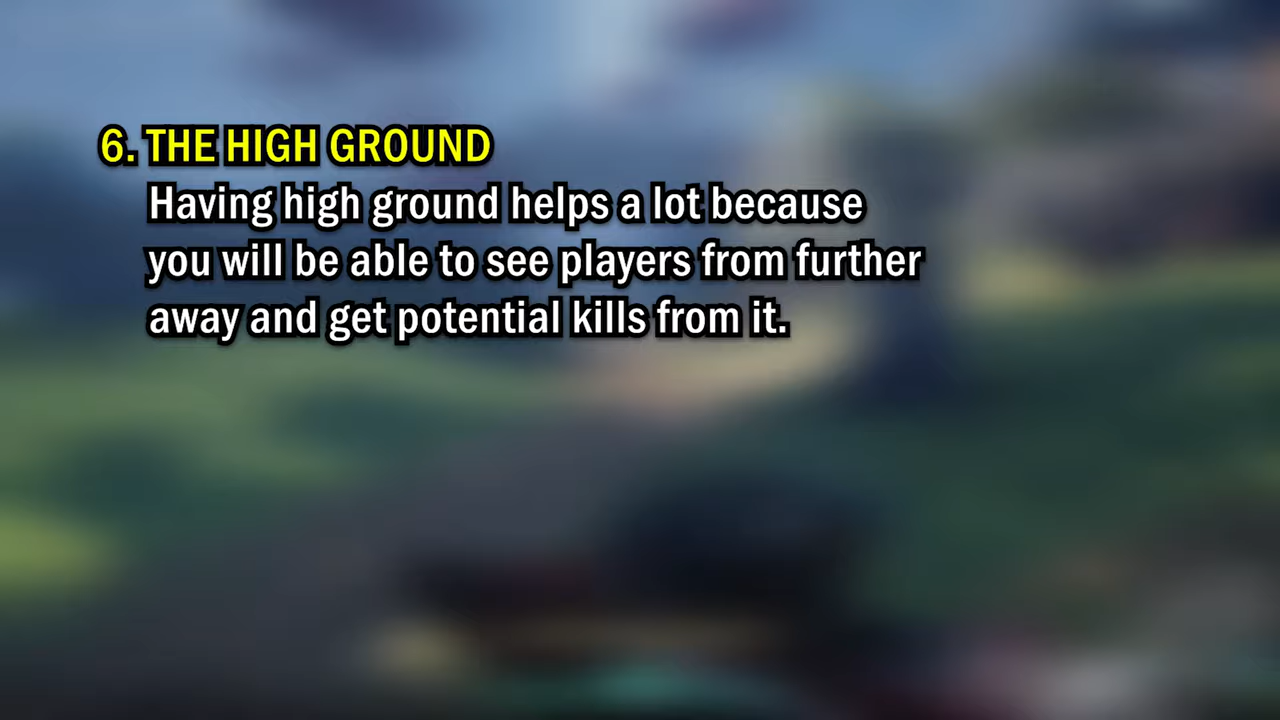 6. THE HIGH GROUND
Having high ground helps a lot because
you will be able to see players from further
away and get potential kills from it.